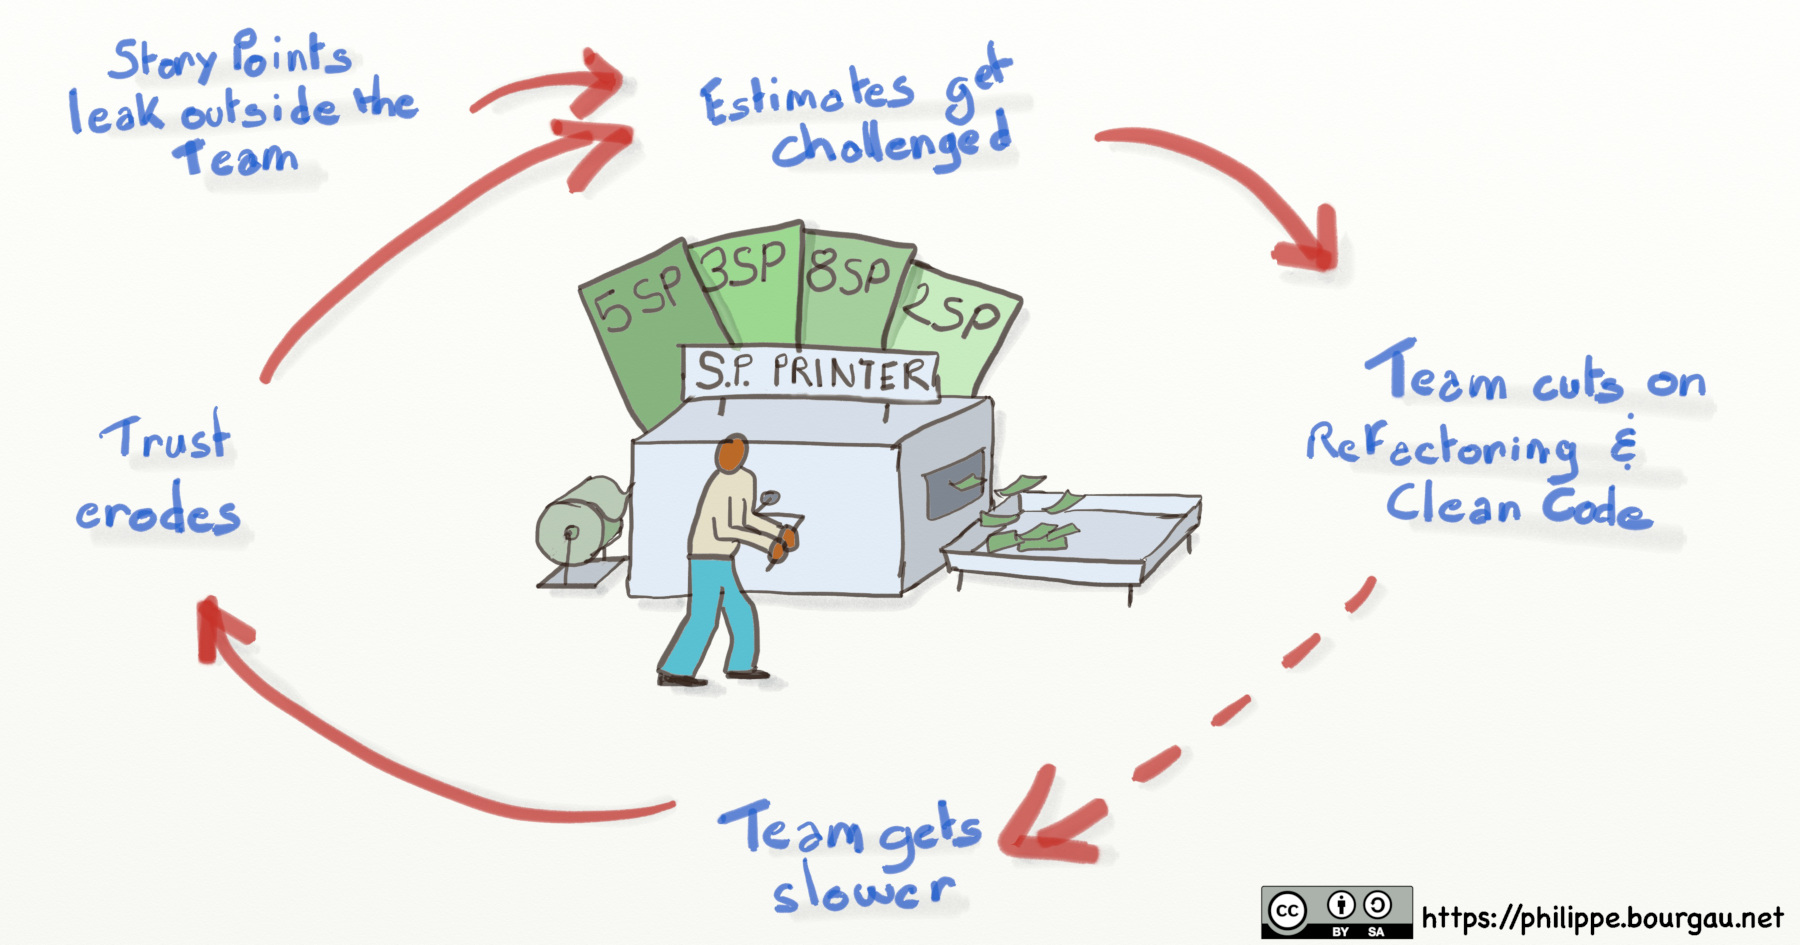 Story Points
leak outside the
Team
Estimates get
challenged
5SP
3SP
8SP
2SP
S.P. PRINTER
Team cuts on
Refactoring &
Clean Code
Trust
erodes
Team gets
slower
cc
BY SA
https://philippe.bourgau.net